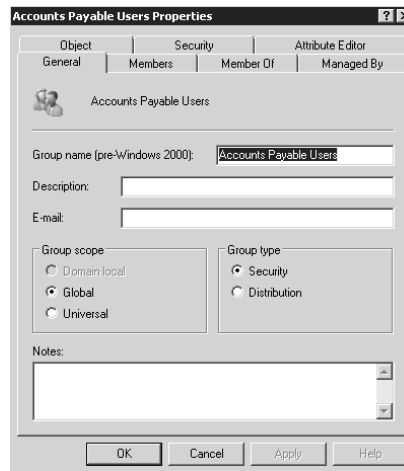 Accounts Payable Users Properties ? X
Object Security Attribute Editor
General Members Member Of Managed By
Accounts Payable Users
Group name (pre-Windows 2000): Accounts Payable Users
Description:
E-mail:
Group scope Group type
Domain local Security
Global Distribution
Universal
Notes:
OK Cancel Apply Help